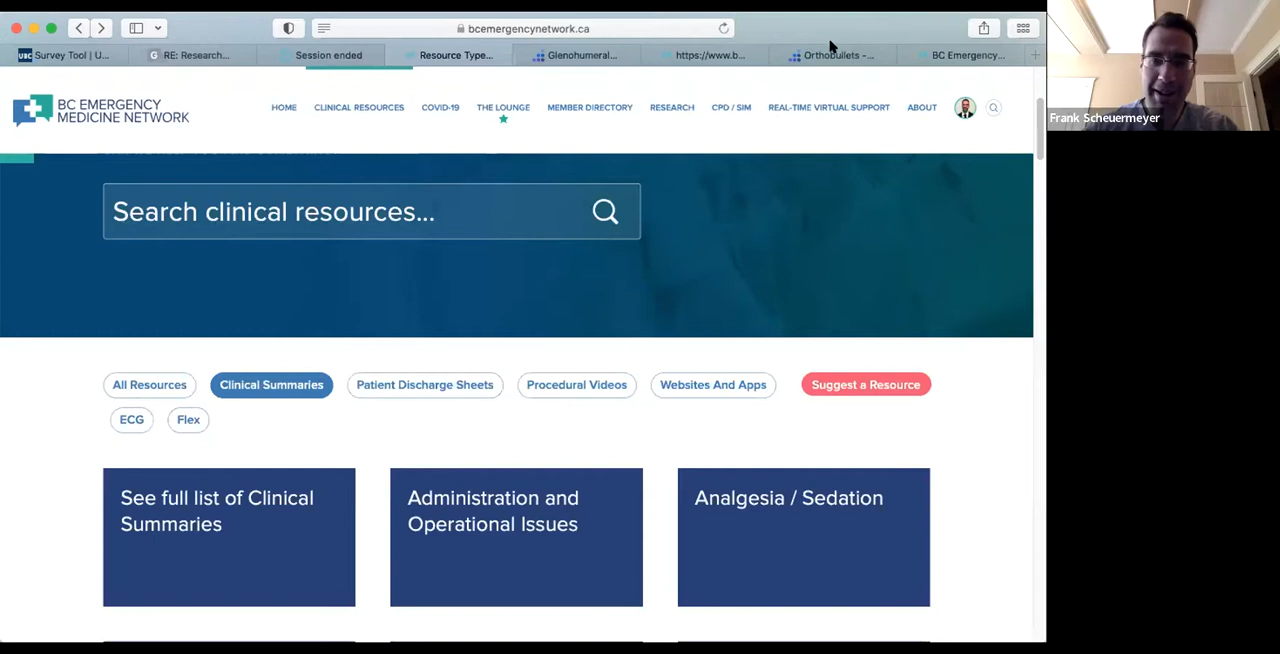 bcemergencynetwork.ca
Survey Tool | U...
RE: Research...
Session ended
Resource Type...
Glenohumeral...
https://www.b...
Orthobullets -...
BC Emergency...
UBC
G
BC EMERGENCY
MEDICINE NETWORK
HOME
CLINICAL RESOURCES
COVID-19
THE LOUNGE
MEMBER DIRECTORY
RESEARCH
CPD / SIM
REAL-TIME VIRTUAL SUPPORT
ABOUT
Frank Scheuermeyer
Search clinical resources...
All Resources
Clinical Summaries
Patient Discharge Sheets
Procedural Videos
Websites And Apps
Suggest a Resource
ECG
Flex
See full list of Clinical
Summaries
Administration and
Operational Issues
Analgesia / Sedation